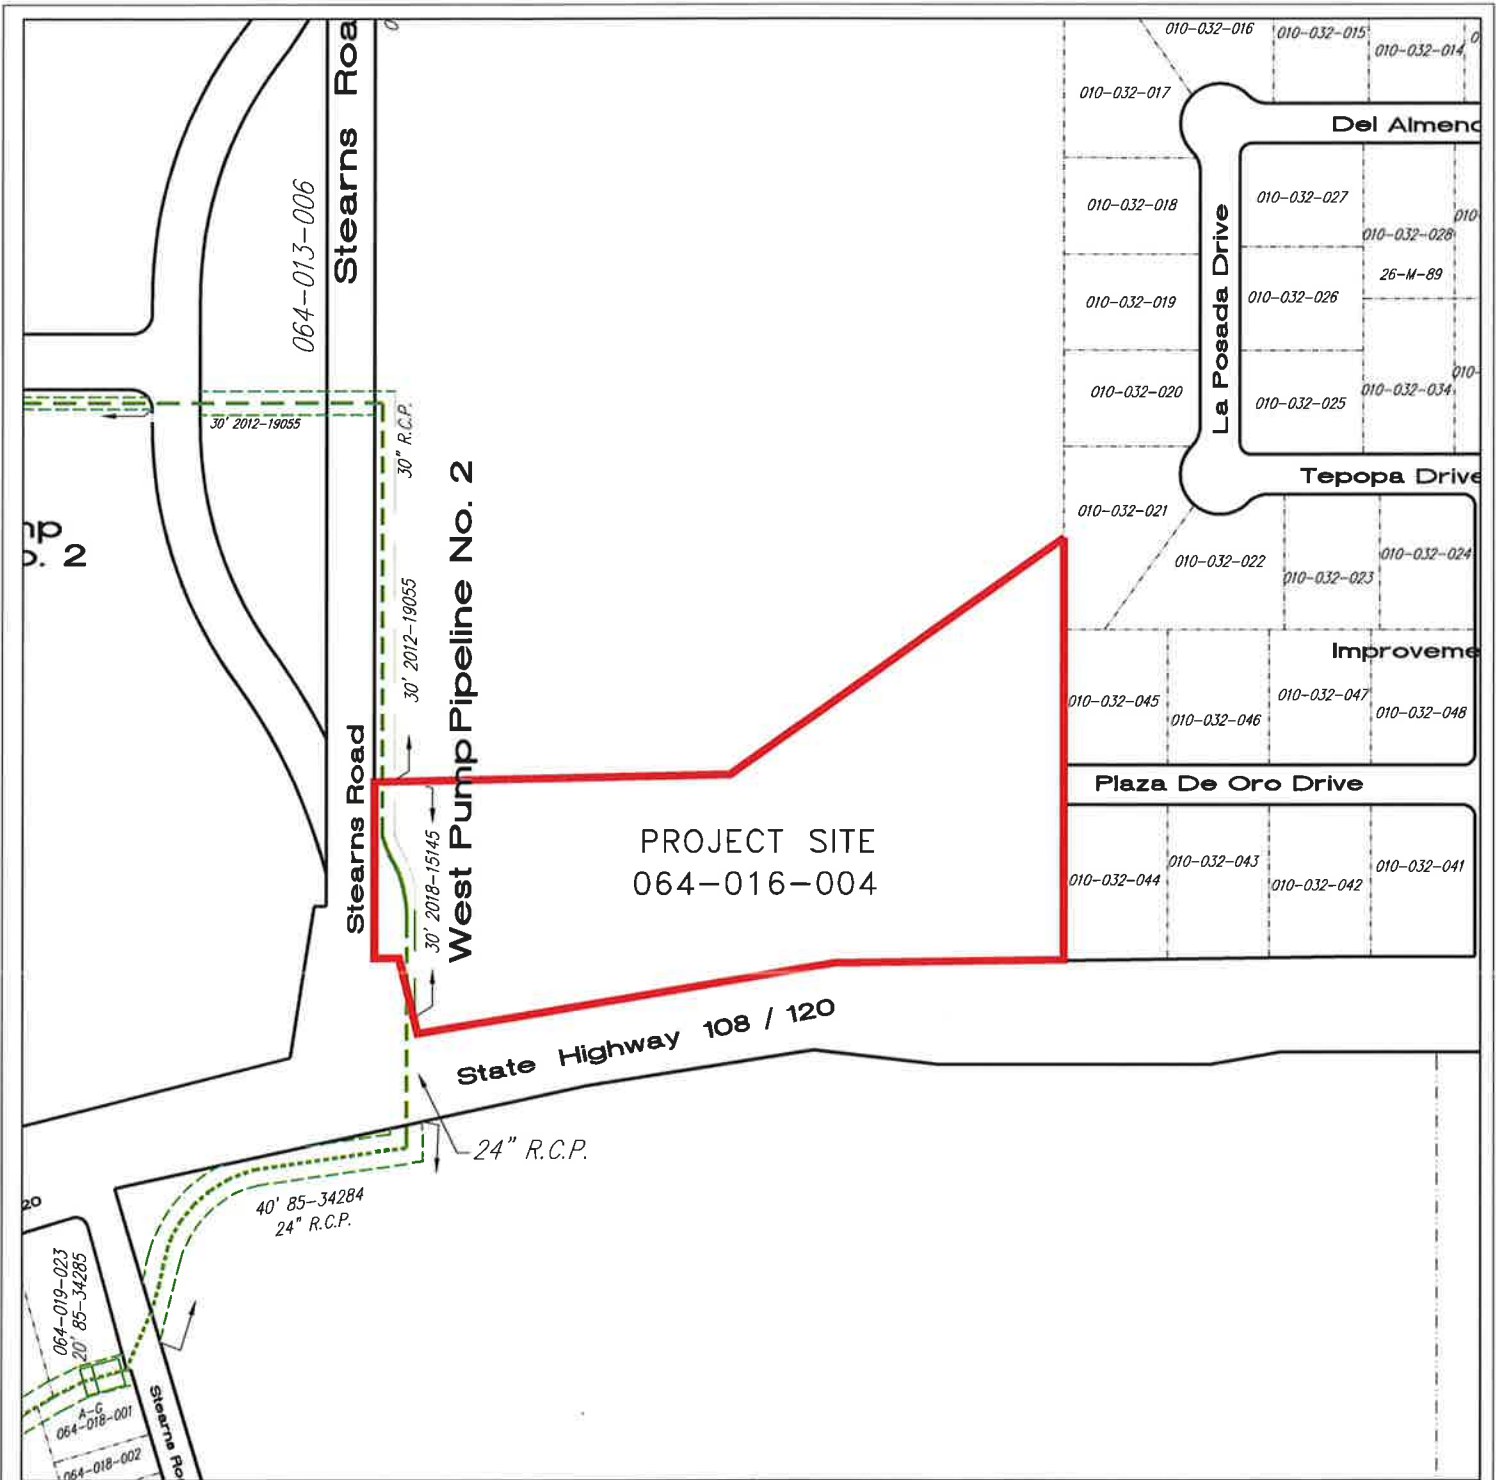 Stearns Roa
010-032-016
010-032-015
010-032-014
010-032-017
Del Almend
064-013-006
010-032-018
La Posada Drive
010-032-027
010-032-028
010-
26-M-89
010-032-019
010-032-026
010-032-020
010-032-025
010-032-034
010-
30' 2012-19055
30" R.C.P.
Tepopa Drive
010-032-021
010-032-022
010-032-023
010-032-024
2
30' 2012-19055
West Pump Pipeline No. 2
Improveme
010-032-045
010-032-046
010-032-047
010-032-048
Stearns Road
Plaza De Oro Drive
30' 2018-15145
PROJECT SITE
064-016-004
010-032-044
010-032-043
010-032-042
010-032-041
State Highway 108 / 120
24" R.C.P.
40' 85-34284
24" R.C.P.
20
064-019-023
20' 85-34285
A-G
064-018-001
064-018-002
Stearns Ro